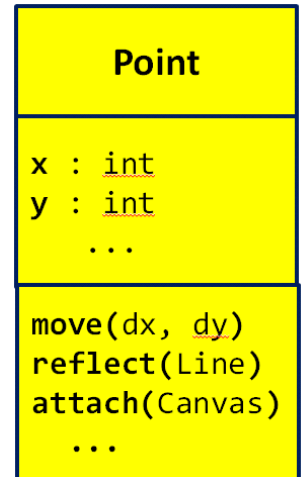 Point
x : int
y : int
...
move(dx, dy)
reflect(Line)
attach(Canvas)
...